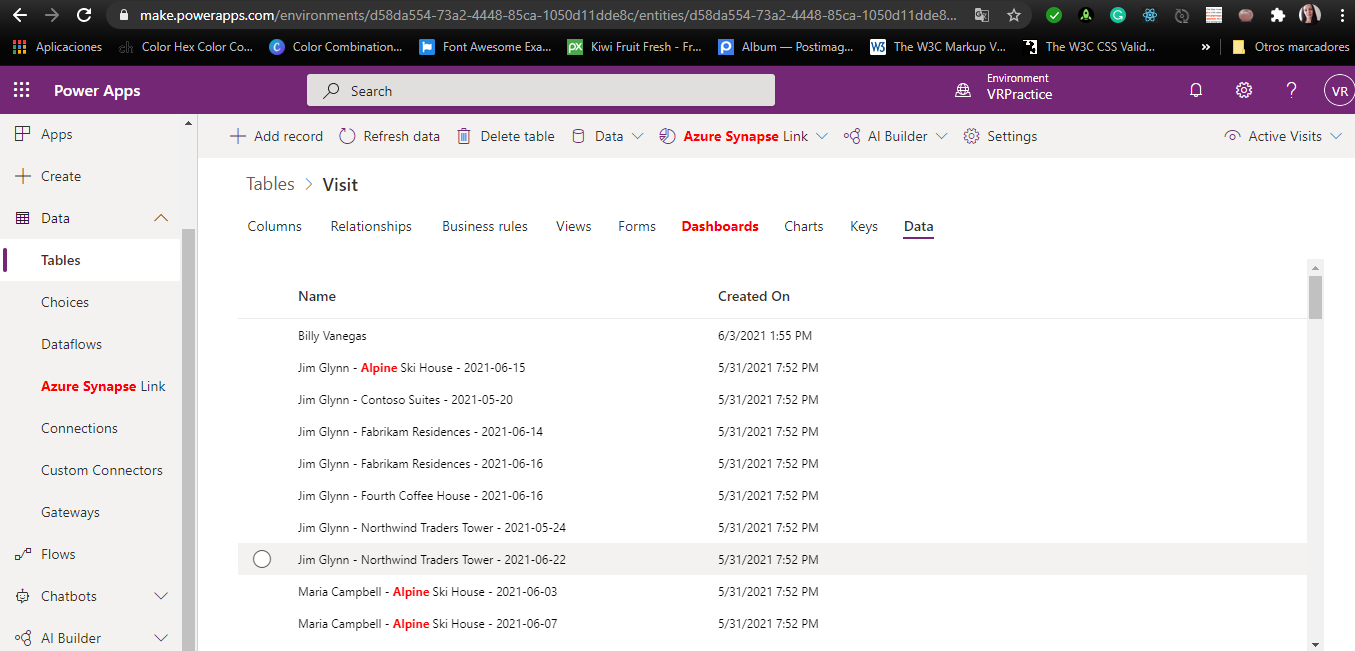 make.powerapps.com/environments/d58da554-73a2-4448-85ca-1050d11dde8c/entities/d58da554-73a2-4448-85ca-1050d11dde8...
Aplicaciones ch Color Hex Color Co... C Color Combination... Font Awesome Exa... PX Kiwi Fruit Fresh - Fr... P Album — Postimag... W3 The W3C Markup V... The W3C CSS Valid... » Otros marcadores
Power Apps Search Environment
VRPractice ? VR
Apps
Create
Data
Tables
Choices
Dataflows
Azure Synapse Link
Connections
Custom Connectors
Gateways
Flows
Chatbots
AI Builder
Add record Refresh data Delete table Data Azure Synapse Link AI Builder Settings Active Visits
Tables > Visit
Columns Relationships Business rules Views Forms Dashboards Charts Keys Data
Name Created On
Billy Vanegas 6/3/2021 1:55 PM
Jim Glynn - Alpine Ski House - 2021-06-15 5/31/2021 7:52 PM
Jim Glynn - Contoso Suites - 2021-05-20 5/31/2021 7:52 PM
Jim Glynn - Fabrikam Residences - 2021-06-14 5/31/2021 7:52 PM
Jim Glynn - Fabrikam Residences - 2021-06-16 5/31/2021 7:52 PM
Jim Glynn - Fourth Coffee House - 2021-06-16 5/31/2021 7:52 PM
Jim Glynn - Northwind Traders Tower - 2021-05-24 5/31/2021 7:52 PM
Jim Glynn - Northwind Traders Tower - 2021-06-22 5/31/2021 7:52 PM
Maria Campbell - Alpine Ski House - 2021-06-03 5/31/2021 7:52 PM
Maria Campbell - Alpine Ski House - 2021-06-07 5/31/2021 7:52 PM